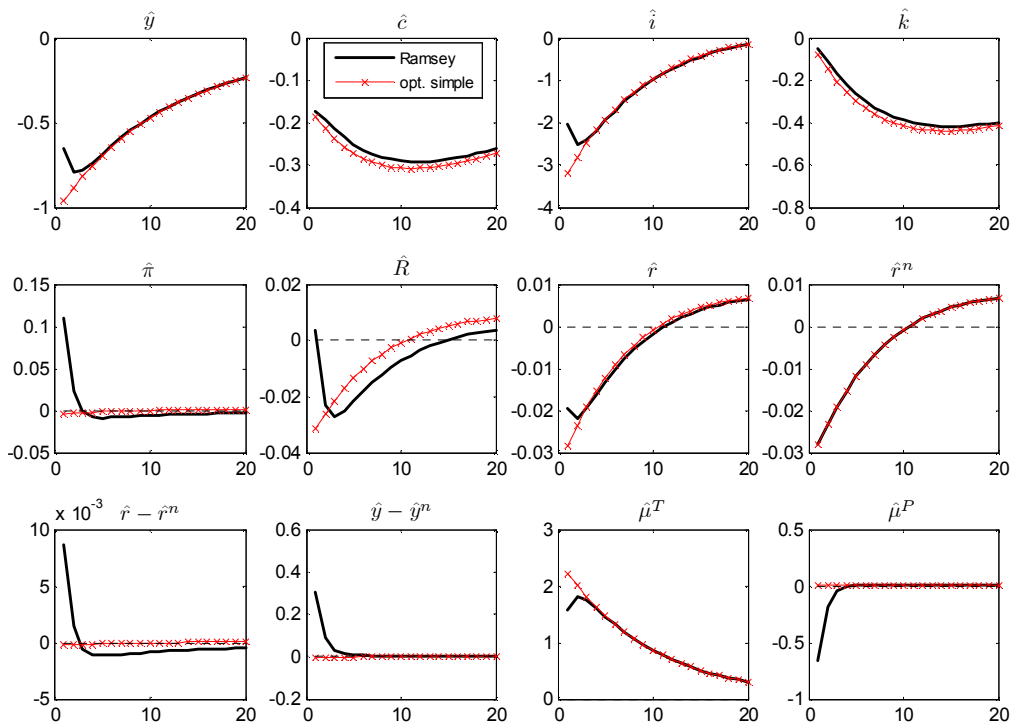 ŷ ĉ î k̂
0 0 0 0
-0.1 -1 -0.2
-0.5 -0.2 -2 -0.4
-0.3 -3 -0.6
-1 -0.4 -4 -0.8
0 10 20 0 10 20 0 10 20 0 10 20
Ramsey
opt. simple
π̂ R̂ r̂ r̂ⁿ
0.15 0.02 0.01 0.01
0.1 0 0 0
0.05 -0.01 -0.01
0 -0.02 -0.02 -0.02
-0.05 -0.04 -0.03 -0.03
0 10 20 0 10 20 0 10 20 0 10 20
x 10⁻³ r̂ − r̂ⁿ ŷ − ŷⁿ μ̂ᵀ μ̂ᴾ
10 0.6 3 0.5
5 0.4 2 0
0.2
0 0 1 -0.5
-5 -0.2 0 -1
0 10 20 0 10 20 0 10 20 0 10 20